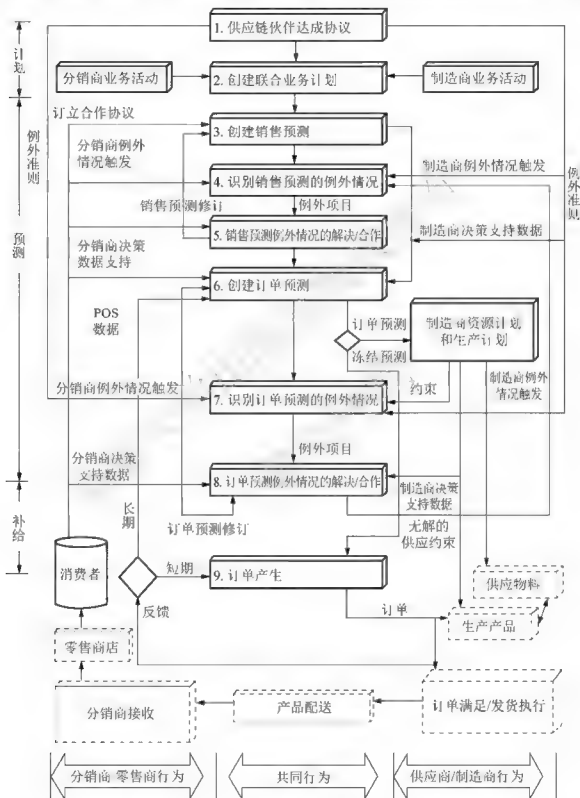 1. 供应链伙伴达成协议
计划
分销商业务活动
2. 创建联合业务计划
制造商业务活动
订立合作协议
3. 创建销售预测
例外准则
分销商例外
情况触发
制造商例外情况触发
例外准则
4. 识别销售预测的例外情况
销售预测修订
例外项目
预测
5. 销售预测例外情况的解决/合作
制造商决策支持数据
分销商决策
数据支持
6. 创建订单预测
POS
数据
订单预测
制造商资源计划
和生产计划
冻结预测
分销商例外情况触发
7. 识别订单预测的例外情况
约束
制造商例外
情况触发
例外项目
分销商决策
支持数据
8. 订单预测例外情况的解决/合作
制造商决策
支持数据
补给
长期
订单预测修订
无解的
供应约束
消费者
短期
9. 订单产生
供应物料
反馈
订单
生产产品
零售商店
分销商接收
产品配送
订单满足/发货执行
分销商 零售商行为
共同行为
供应商/制造商行为